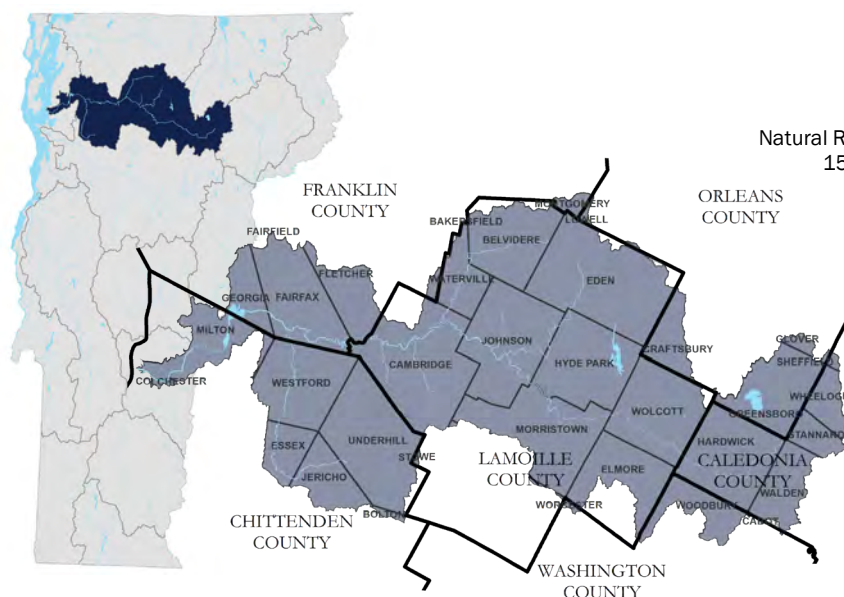 Natural R
15
FRANKLIN
COUNTY
ORLEANS
COUNTY
MONTGOMERY
LOWELL
BAKERSFIELD
BELVIDERE
FAIRFIELD
FLETCHER
WATERVILLE
EDEN
GEORGIA
FAIRFAX
MILTON
JOHNSON
HYDE PARK
CRAFTSBURY
GLOVER
SHEFFIELD
CAMBRIDGE
COLCHESTER
WESTFORD
WHEELOCK
GREENSBORO
WOLCOTT
STANNARD
MORRISTOWN
HARDWICK
ESSEX
UNDERHILL
STOWE
LAMOILLE
COUNTY
CALEDONIA
COUNTY
ELMORE
JERICHO
WALDEN
WORCESTER
WOODBURY
CABOT
BOLTON
CHITTENDEN
COUNTY
WASHINGTON
COUNTY